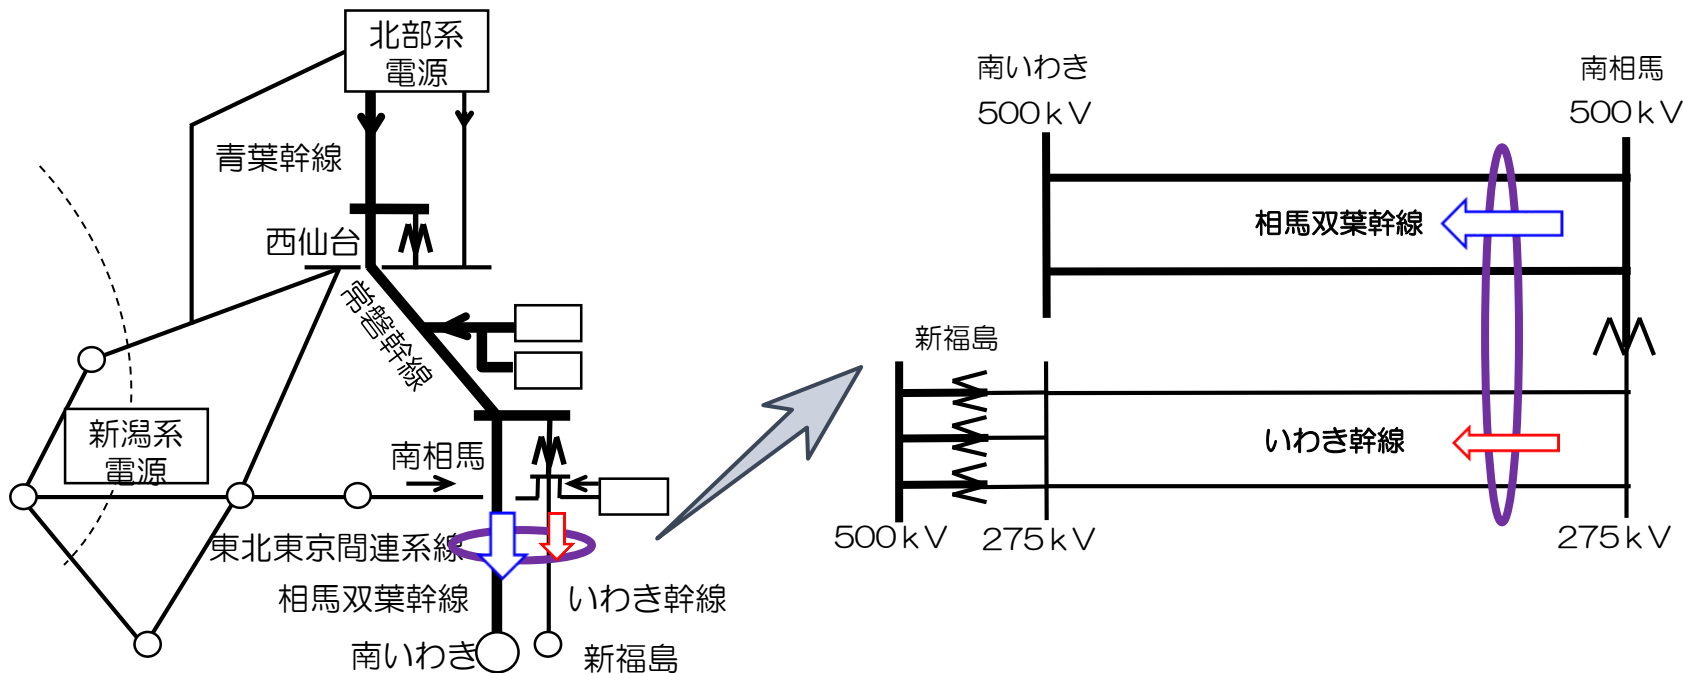 北部系
電源
青葉幹線
西仙台
常磐幹線
新潟系
電源
南相馬
東北東京間連系線
相馬双葉幹線
いわき幹線
南いわき
新福島
南いわき
500kV
南相馬
500kV
相馬双葉幹線
新福島
いわき幹線
500kV
275kV
275kV